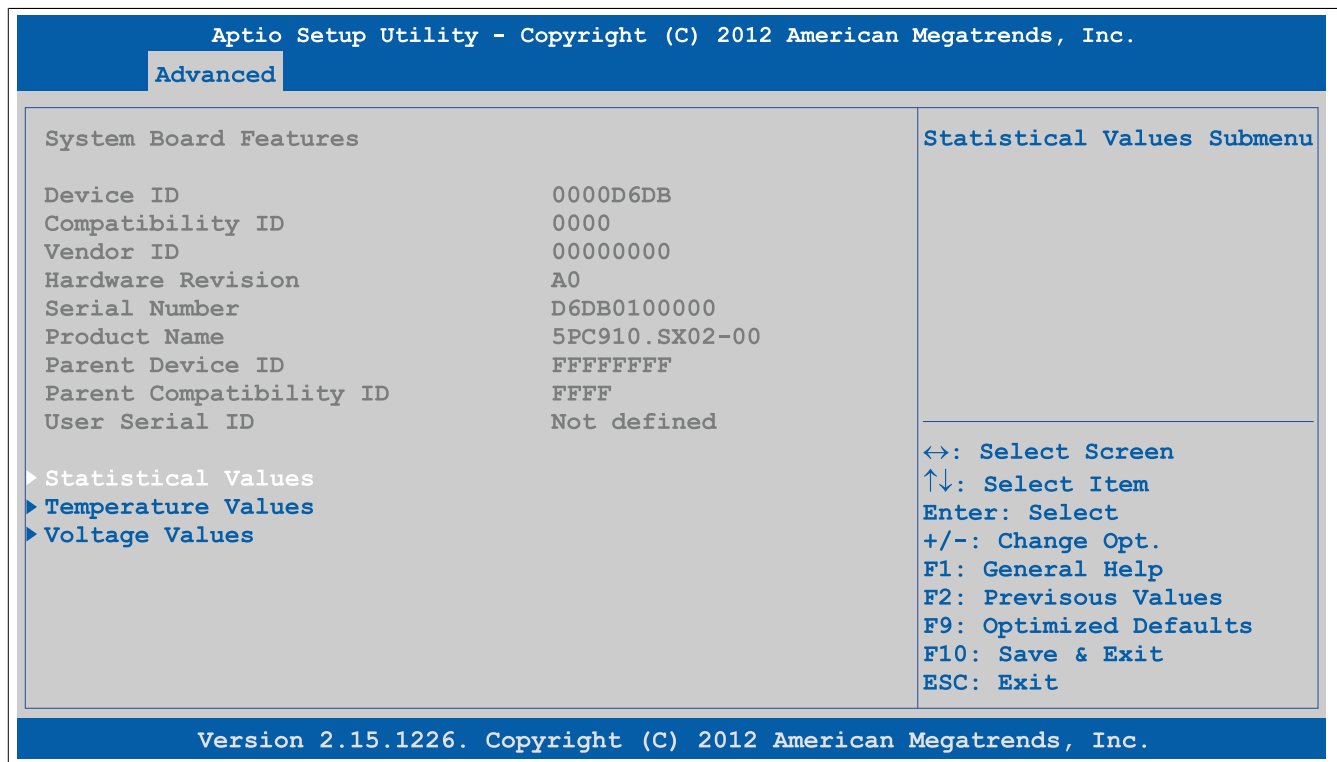 Aptio Setup Utility - Copyright (C) 2012 American Megatrends, Inc.
Advanced
System Board Features
Device ID 0000D6DB
Compatibility ID 0000
Vendor ID 00000000
Hardware Revision A0
Serial Number D6DB0100000
Product Name 5PC910.SX02-00
Parent Device ID FFFFFFFF
Parent Compatibility ID FFFF
User Serial ID Not defined
Statistical Values
Temperature Values
Voltage Values
Statistical Values Submenu
↔: Select Screen
↑↓: Select Item
Enter: Select
+/-: Change Opt.
F1: General Help
F2: Previsous Values
F9: Optimized Defaults
F10: Save & Exit
ESC: Exit
Version 2.15.1226. Copyright (C) 2012 American Megatrends, Inc.